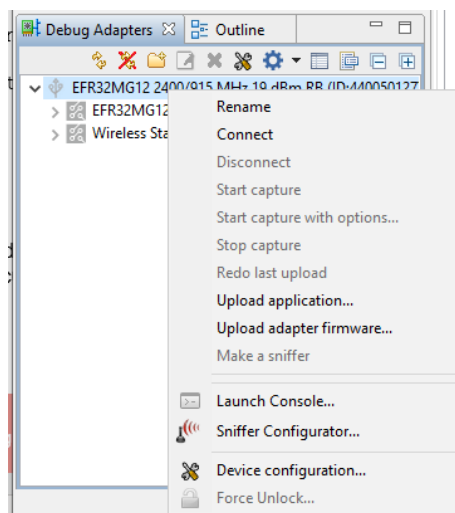 Debug Adapters
Outline
EFR32MG12 2400/915 MHz 19 dBm RB (ID:440050127
EFR32MG12
Wireless Sta
Rename
Connect
Disconnect
Start capture
Start capture with options...
Stop capture
Redo last upload
Upload application...
Upload adapter firmware...
Make a sniffer
Launch Console...
Sniffer Configurator...
Device configuration...
Force Unlock...